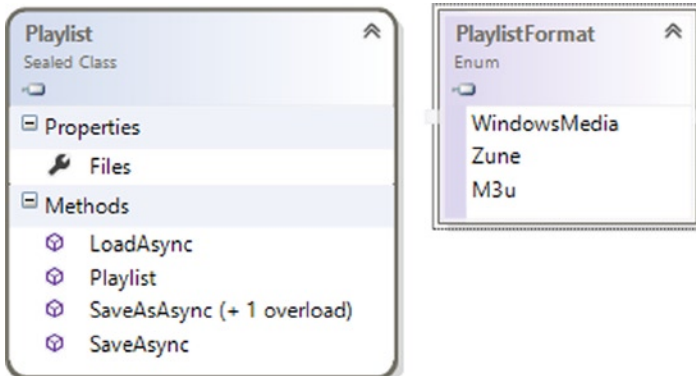 Playlist
Sealed Class
Properties
Files
Methods
LoadAsync
Playlist
SaveAsAsync (+ 1 overload)
SaveAsync
PlaylistFormat
Enum
WindowsMedia
Zune
M3u